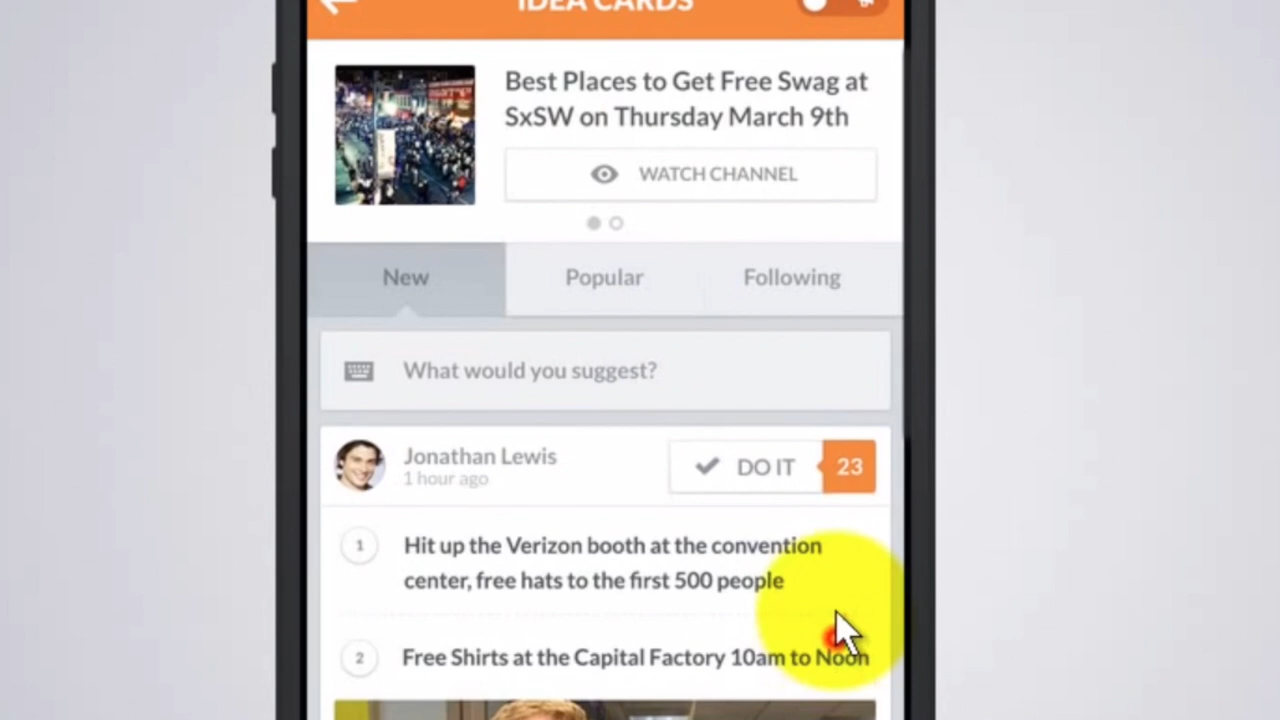 IDEA CARDS
Best Places to Get Free Swag at
SxSW on Thursday March 9th
WATCH CHANNEL
New
Popular
Following
What would you suggest?
Jonathan Lewis
1 hour ago
DO IT
23
1
Hit up the Verizon booth at the convention
center, free hats to the first 500 people
2
Free Shirts at the Capital Factory 10am to Noon